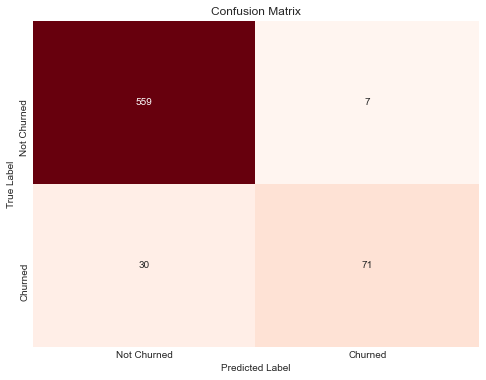 Confusion Matrix
True Label
Not Churned
559
7
Churned
30
71
Not Churned
Churned
Predicted Label